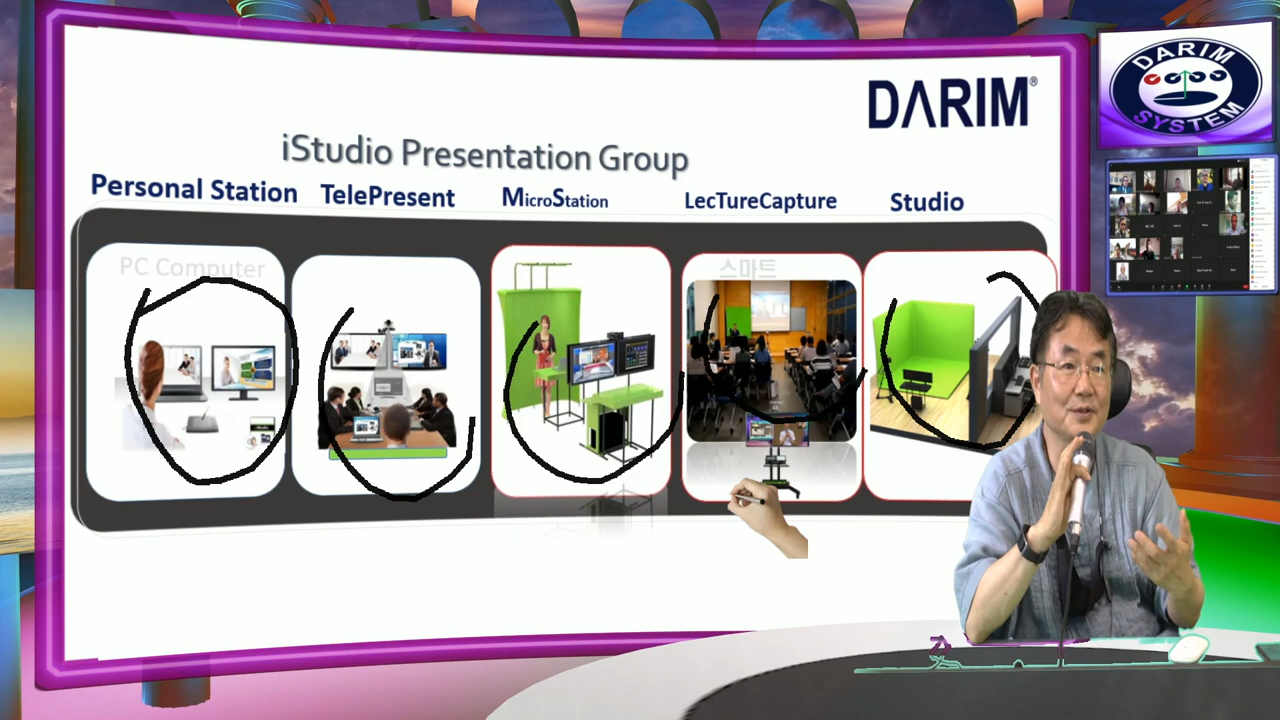 DARIM®
DARIM
SYSTEM
iStudio Presentation Group
Personal Station
TelePresent
MicroStation
LecTureCapture
Studio
PC Computer
스마트